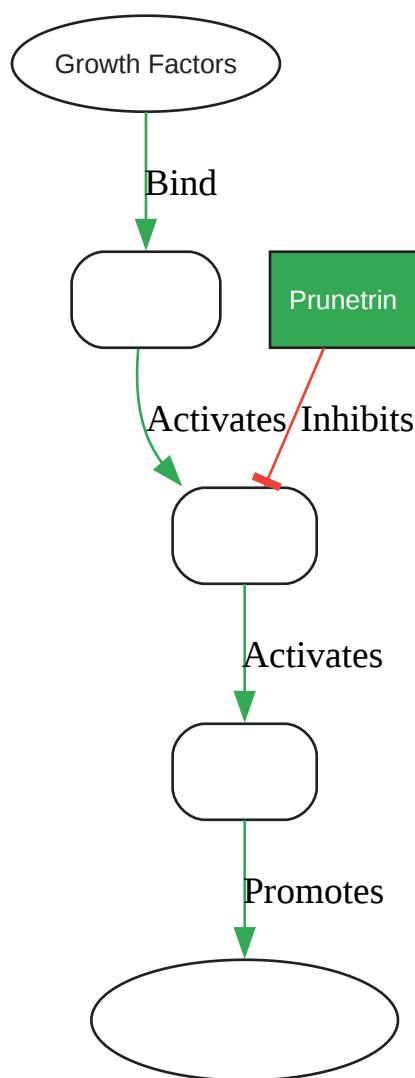 Growth Factors
Bind
Prunetrin
Activates
Inhibits
Activates
Promotes